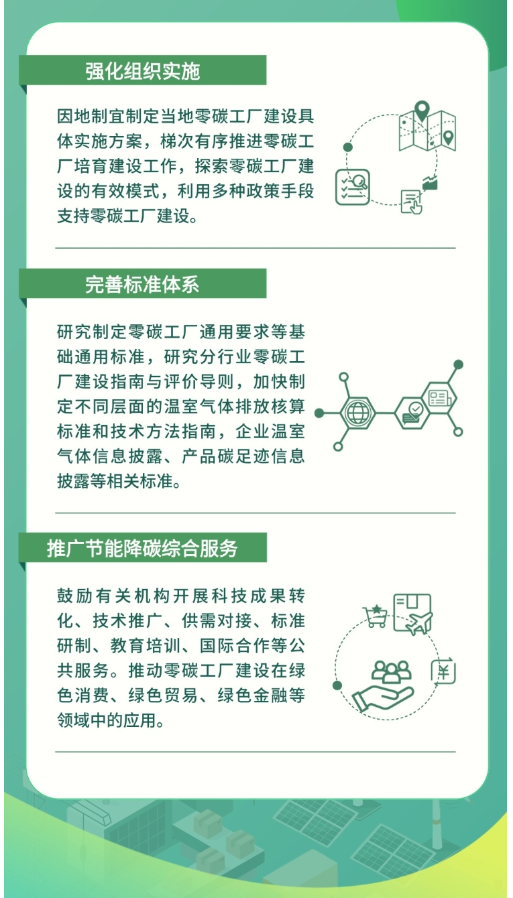 强化组织实施
因地制宜制定当地零碳工厂建设具
体实施方案，梯次有序推进零碳工
厂培育建设工作，探索零碳工厂建
设的有效模式，利用多种政策手段
支持零碳工厂建设。
完善标准体系
研究制定零碳工厂通用要求等基
础通用标准，研究分行业零碳工
厂建设指南与评价导则，加快制
定不同层面的温室气体排放核算
标准和技术方法指南，企业温室
气体信息披露、产品碳足迹信息
披露等相关标准。
推广节能降碳综合服务
鼓励有关机构开展科技成果转
化、技术推广、供需对接、标准
研制、教育培训、国际合作等公
共服务。推动零碳工厂建设在绿
色消费、绿色贸易、绿色金融等
领域中的应用。